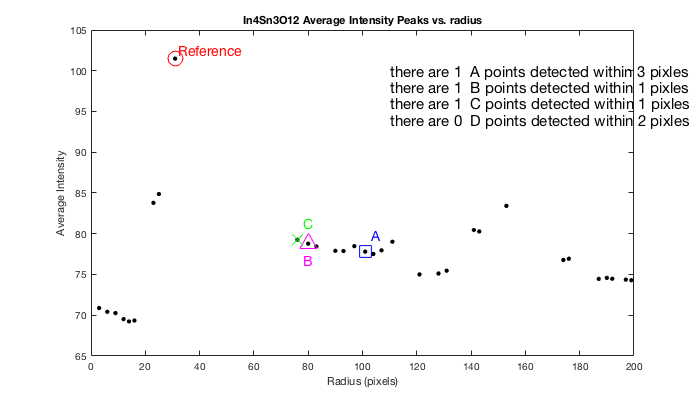 In4Sn3O12 Average Intensity Peaks vs. radius
105
Reference
there are 1 A points detected within 3 pixles
100
there are 1 B points detected within 1 pixles
there are 1 C points detected within 1 pixles
95
there are 0 D points detected within 2 pixles
90
Average Intensity
85
C
A
80
B
75
70
65
0 20 40 60 80 100 120 140 160 180 200
Radius (pixels)